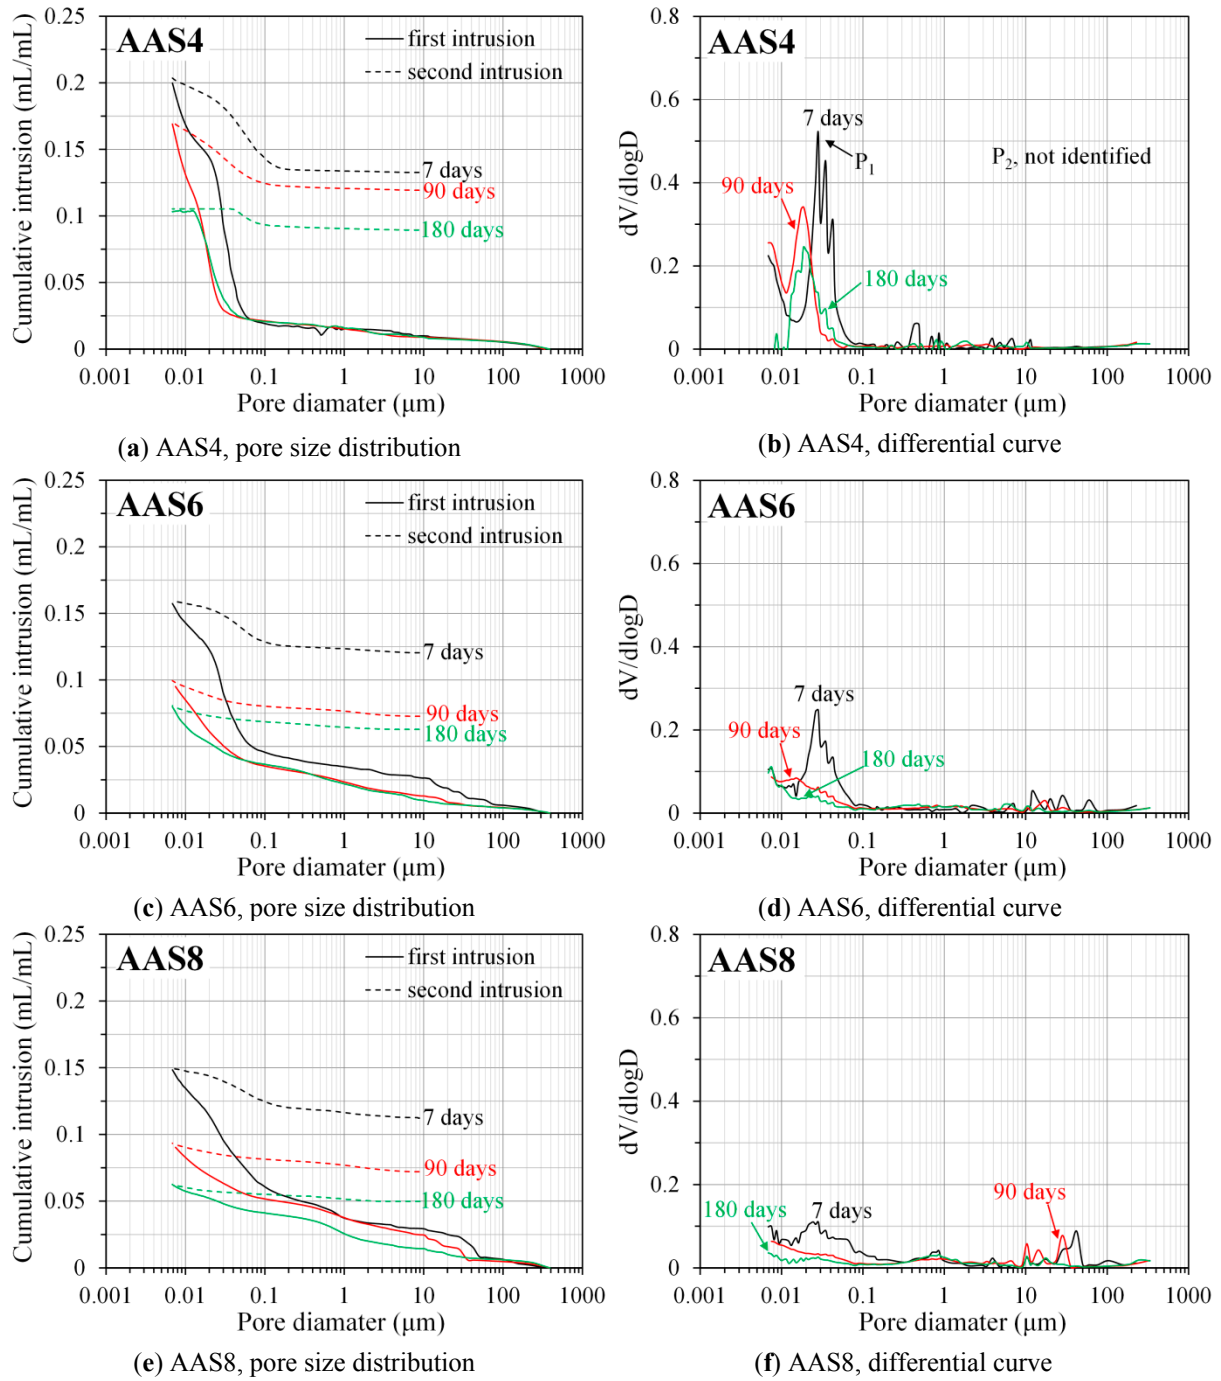 AAS4
first intrusion
second intrusion
0.25
0.2
0.15
0.1
0.05
0
Cumulative intrusion (mL/mL)
7 days
90 days
180 days
0.001 0.01 0.1 1 10 100 1000
Pore diamater (μm)
(a) AAS4, pore size distribution
AAS4
0.8
0.6
0.4
0.2
0
dV/dlogD
7 days
P1
P2, not identified
90 days
180 days
0.001 0.01 0.1 1 10 100 1000
Pore diamater (μm)
(b) AAS4, differential curve
AAS6
first intrusion
second intrusion
0.25
0.2
0.15
0.1
0.05
0
Cumulative intrusion (mL/mL)
7 days
90 days
180 days
0.001 0.01 0.1 1 10 100 1000
Pore diamater (μm)
(c) AAS6, pore size distribution
AAS6
0.8
0.6
0.4
0.2
0
dV/dlogD
7 days
90 days
180 days
0.001 0.01 0.1 1 10 100 1000
Pore diamater (μm)
(d) AAS6, differential curve
AAS8
first intrusion
second intrusion
0.25
0.2
0.15
0.1
0.05
0
Cumulative intrusion (mL/mL)
7 days
90 days
180 days
0.001 0.01 0.1 1 10 100 1000
Pore diamater (μm)
(e) AAS8, pore size distribution
AAS8
0.8
0.6
0.4
0.2
0
dV/dlogD
180 days
7 days
90 days
0.001 0.01 0.1 1 10 100 1000
Pore diamater (μm)
(f) AAS8, differential curve